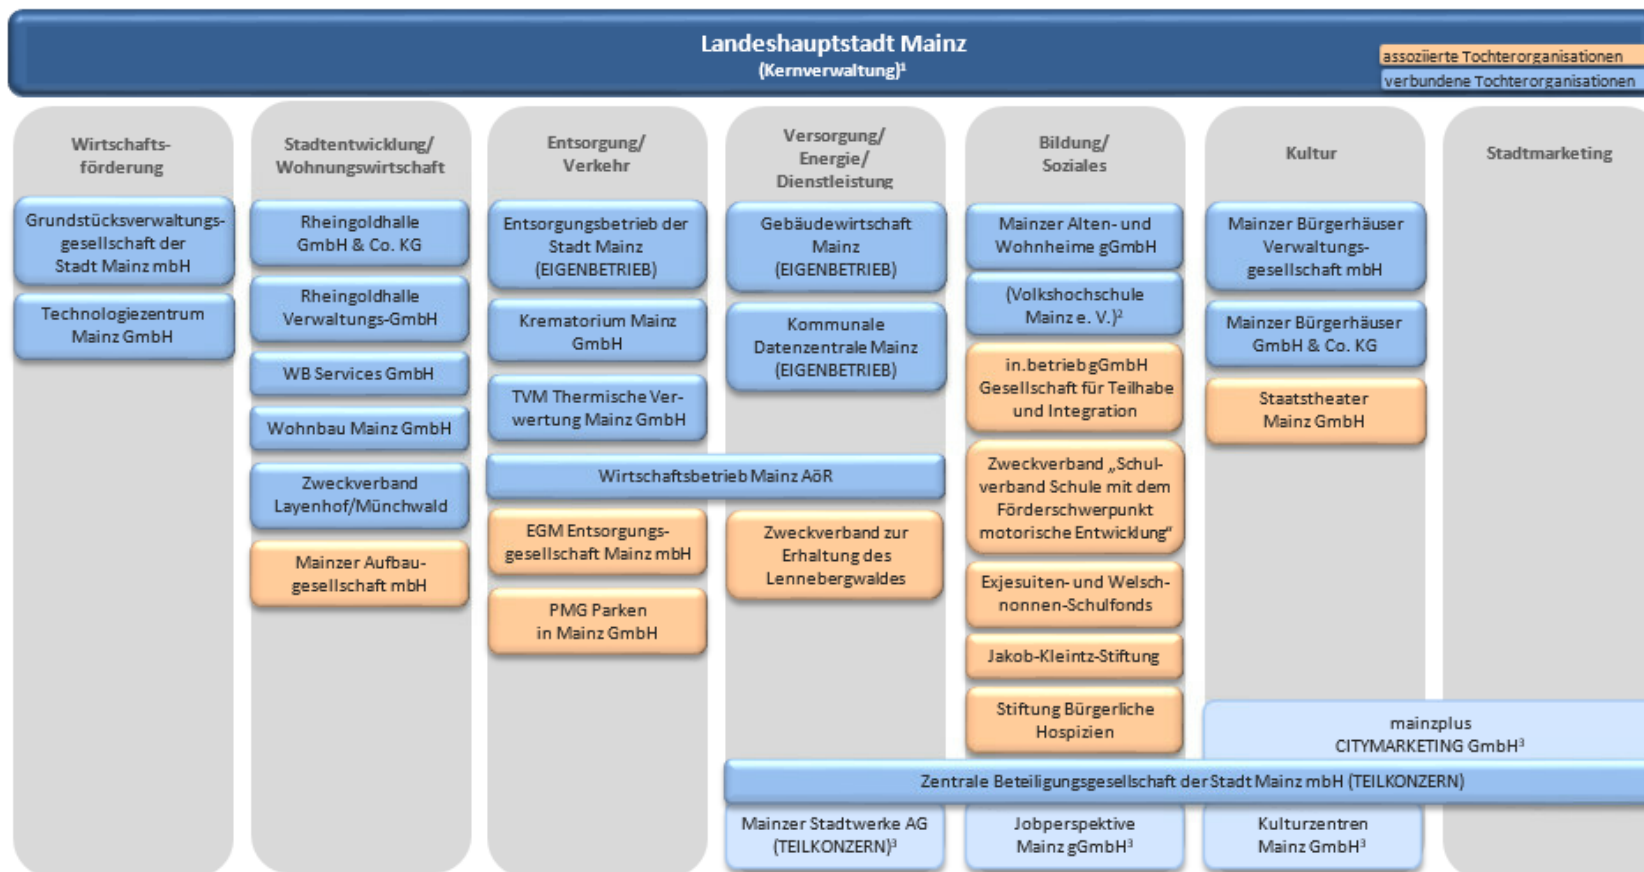 Landeshauptstadt Mainz
(Kernverwaltung)¹
assoziierte Tochterorganisationen
verbundene Tochterorganisationen
Wirtschafts-
förderung
Grundstücksverwaltungs-
gesellschaft der
Stadt Mainz mbH
Technologiezentrum
Mainz GmbH
Stadtentwicklung/
Wohnungswirtschaft
Rheingoldhalle
GmbH & Co. KG
Rheingoldhalle
Verwaltungs-GmbH
WB Services GmbH
Wohnbau Mainz GmbH
Zweckverband
Layenhof/Münchwald
Mainzer Aufbau-
gesellschaft mbH
Entsorgung/
Verkehr
Entsorgungsbetrieb der
Stadt Mainz
(EIGENBETRIEB)
Krematorium Mainz
GmbH
TVM Thermische Ver-
wertung Mainz GmbH
Wirtschaftsbetrieb Mainz AöR
EGM Entsorgungs-
gesellschaft Mainz mbH
PMG Parken
in Mainz GmbH
Versorgung/
Energie/
Dienstleistung
Gebäudewirtschaft
Mainz
(EIGENBETRIEB)
Kommunale
Datenzentrale Mainz
(EIGENBETRIEB)
Zweckverband zur
Erhaltung des
Lennebergwaldes
Bildung/
Soziales
Mainzer Alten- und
Wohnheime gGmbH
(Volkshochschule
Mainz e. V.)²
in.betrieb gGmbH
Gesellschaft für Teilhabe
und Integration
Zweckverband „Schul-
verband Schule mit dem
Förderschwerpunkt
motorische Entwicklung“
Exjesuiten- und Welsch-
nonnen-Schulfonds
Jakob-Kleintz-Stiftung
Stiftung Bürgerliche
Hospizien
Kultur
Mainzer Bürgerhäuser
Verwaltungs-
gesellschaft mbH
Mainzer Bürgerhäuser
GmbH & Co. KG
Staatstheater
Mainz GmbH
Stadtmarketing
mainzplus
CITYMARKETING GmbH³
Zentrale Beteiligungsgesellschaft der Stadt Mainz mbH (TEILKONZERN)
Mainzer Stadtwerke AG
(TEILKONZERN)³
Jobperspektive
Mainz gGmbH³
Kulturzentren
Mainz GmbH³